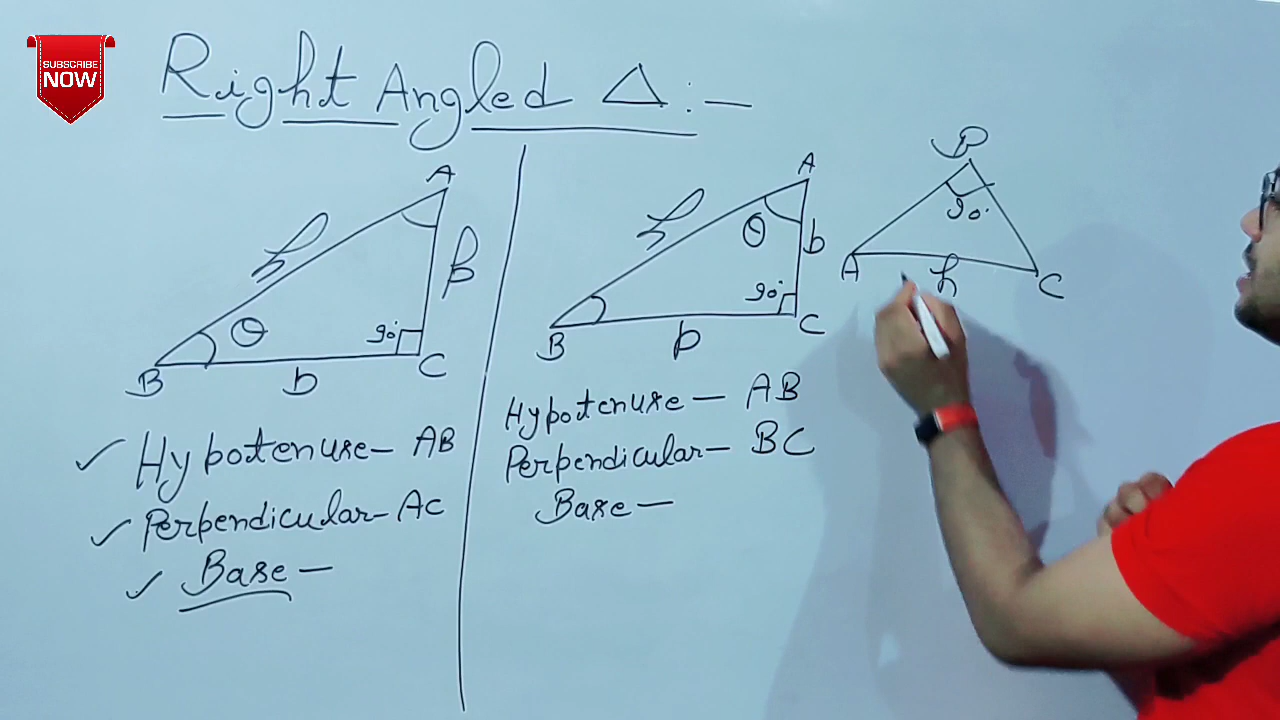 SUBSCRIBE
NOW
Right Angled Δ:-
A
h
p
θ
90°
B
b
C
✓ Hypotenuse - AB
✓ Perpendicular - AC
✓ Base -
A
h
θ
b
90°
B
p
C
Hypotenuse - AB
Perpendicular - BC
Base -
90°
A
h
C